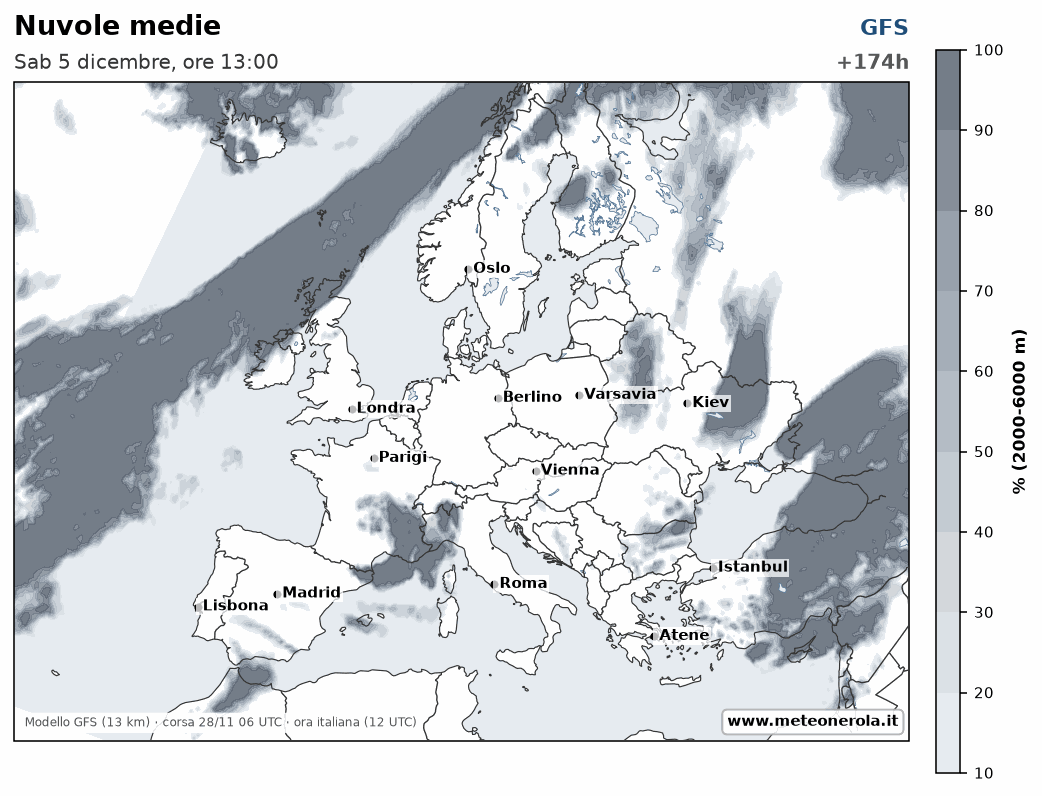 Nuvole medie
GFS
Sab 5 dicembre, ore 13:00
+174h
Oslo
Londra
Berlino
Varsavia
Kiev
Parigi
Vienna
Madrid
Lisbona
Roma
Istanbul
Atene
Modello GFS (13 km) · corsa 28/11 06 UTC · ora italiana (12 UTC)
www.meteonerola.it
100
90
80
70
60
50
40
30
20
10
% (2000-6000 m)